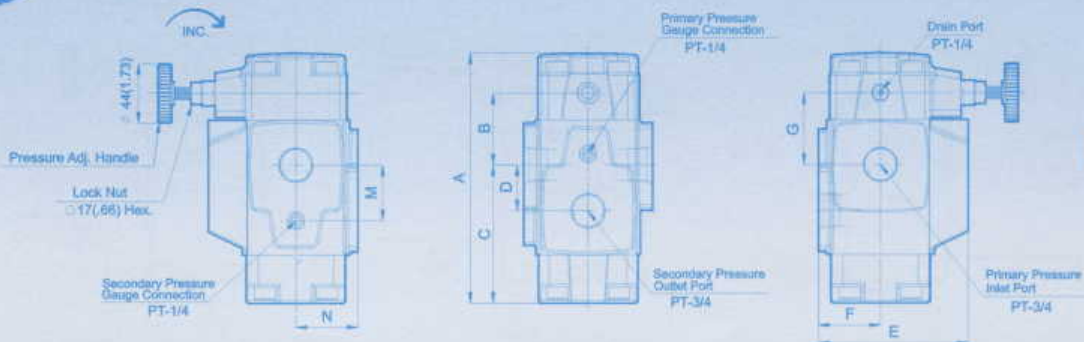 INC.
44(1.73)
Pressure Adj. Handle
Lock Nut
17(.66) Hex.
Secondary Pressure
Gauge Connection
PT-1/4
M
N
Primary Pressure
Gauge Connection
PT-1/4
A
B
C
D
Secondary Pressure
Outlet Port
PT-3/4
Drain Port
PT-1/4
G
Primary Pressure
Inlet Port
PT-3/4
F
E